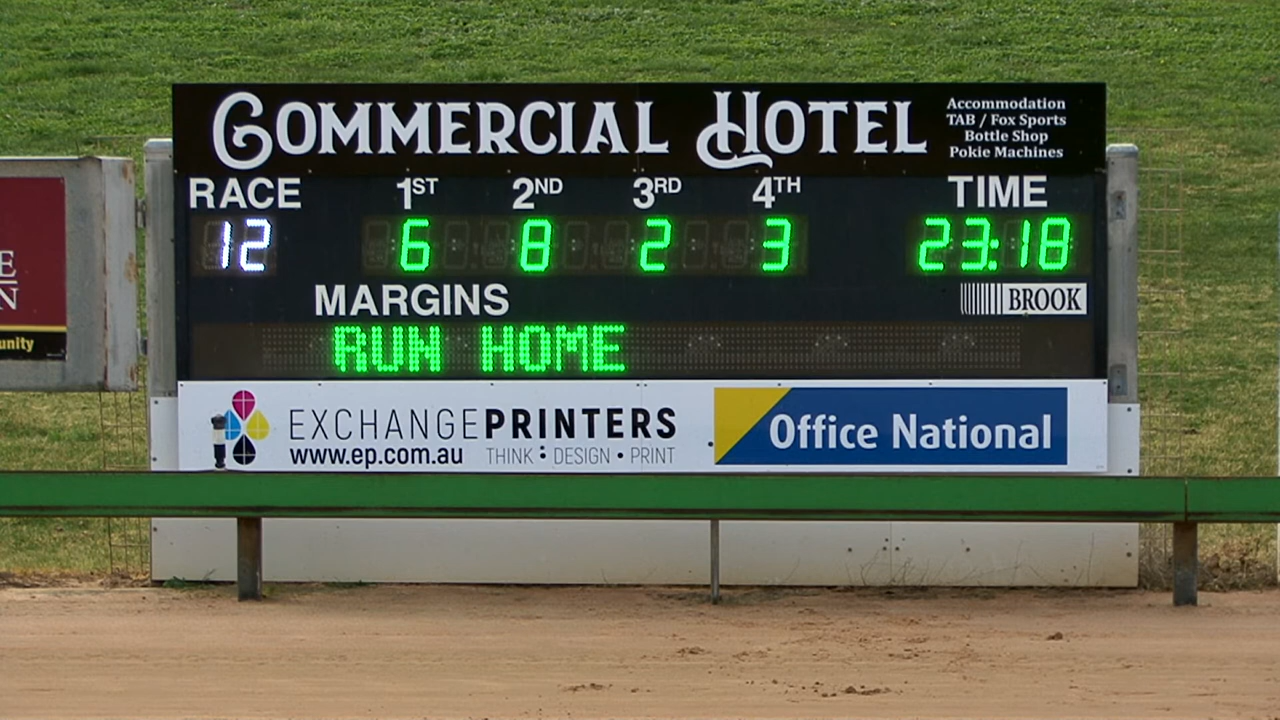 COMMERCIAL HOTEL
Accommodation
TAB / Fox Sports
Bottle Shop
Pokie Machines
RACE 1ST 2ND 3RD 4TH TIME
12 6 8 2 3 23:18
MARGINS
BROOK
RUN HOME
E
N
unity
EXCHANGEPRINTERS
www.ep.com.au THINK • DESIGN • PRINT
Office National